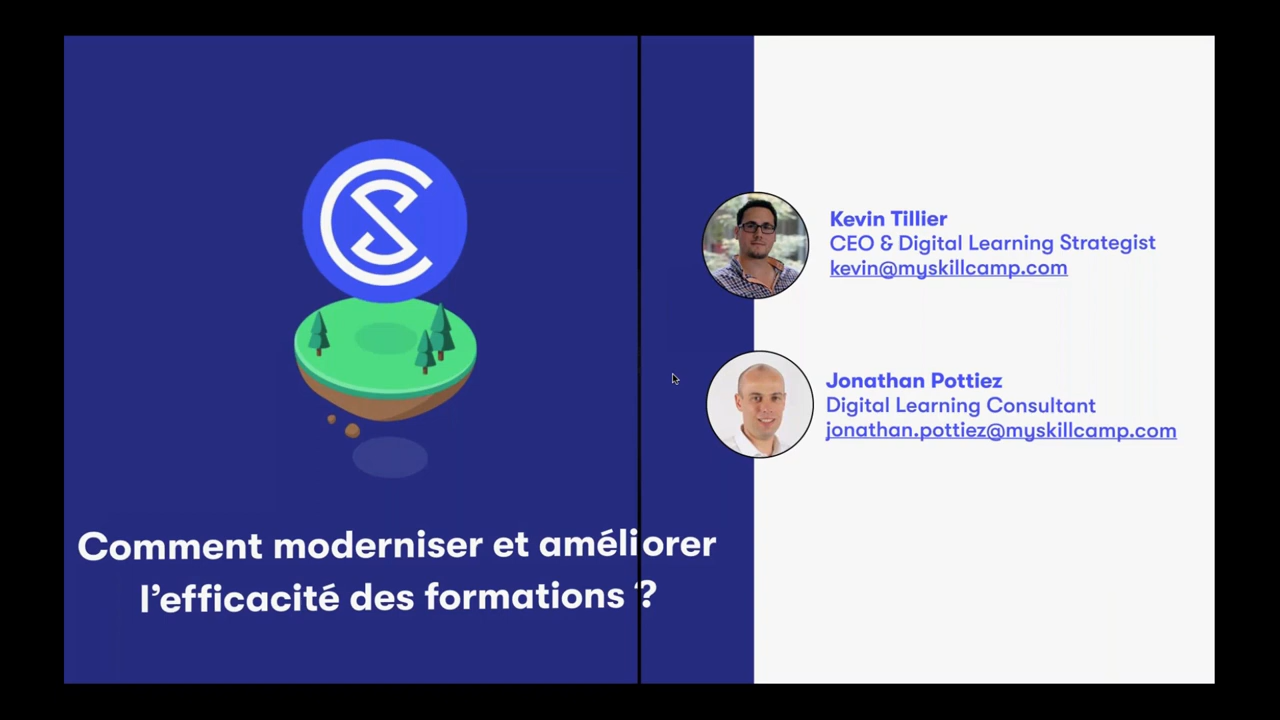 Comment moderniser et améliorer
l’efficacité des formations ?
Kevin Tillier
CEO & Digital Learning Strategist
kevin@myskillcamp.com
Jonathan Pottiez
Digital Learning Consultant
jonathan.pottiez@myskillcamp.com